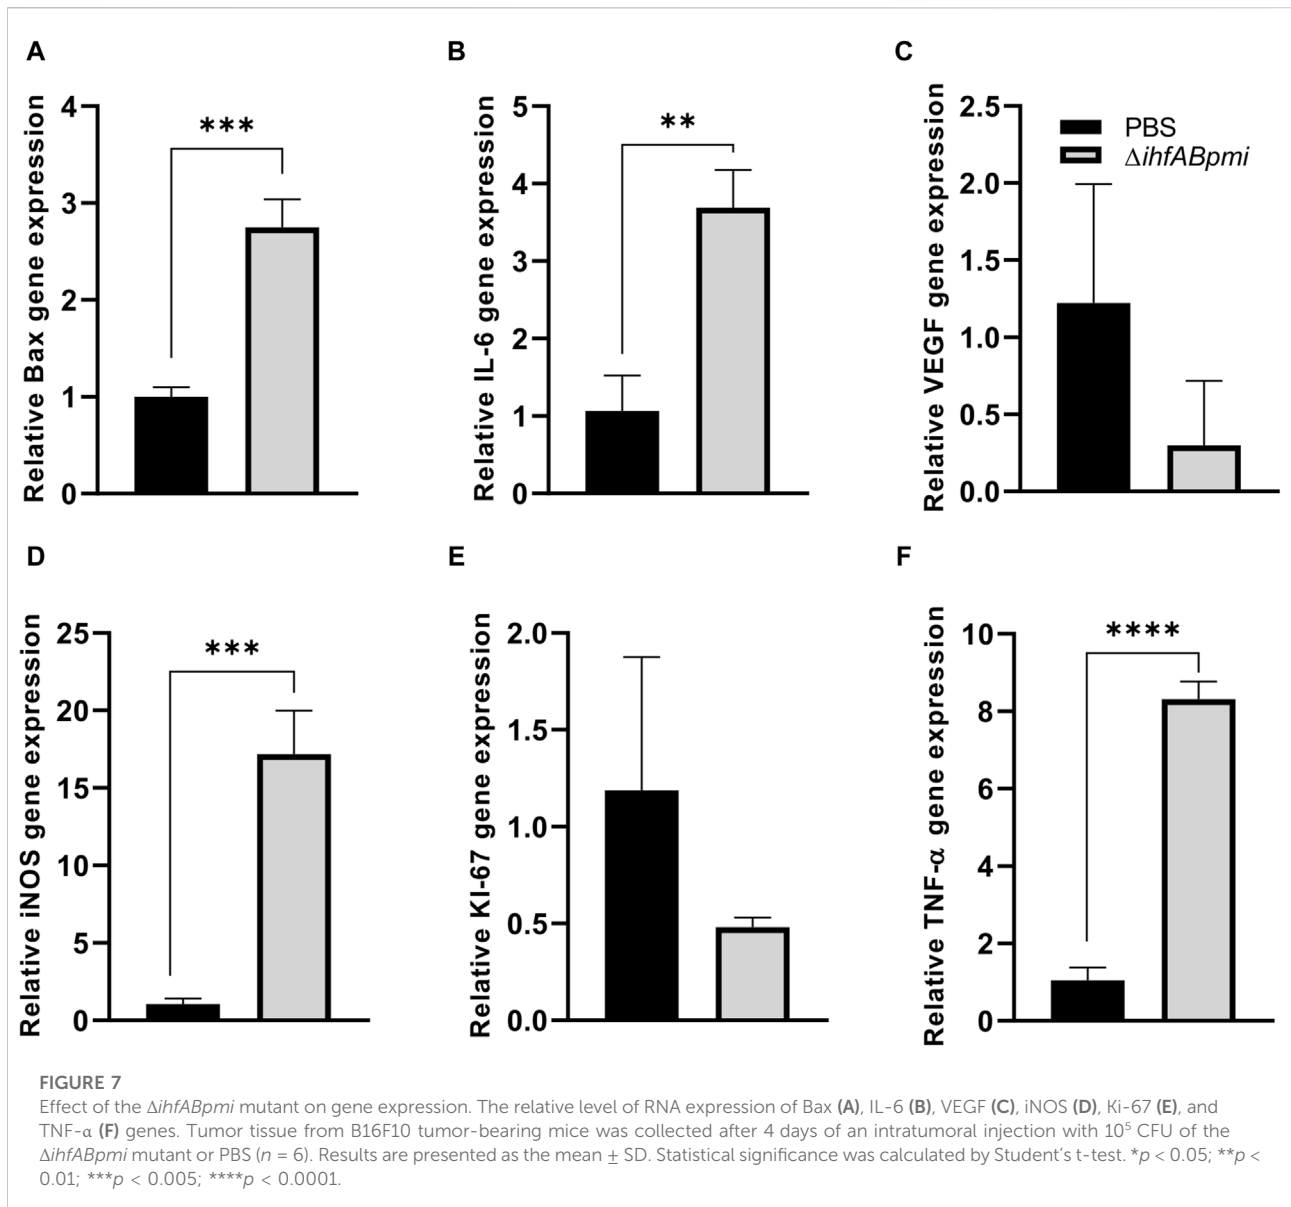 A
B
C
Relative Bax gene expression
4
3
2
1
0
***
Relative IL-6 gene expression
5
4
3
2
1
0
**
Relative VEGF gene expression
2.5
2.0
1.5
1.0
0.5
0.0
PBS
ΔihfABpmi
D
E
F
Relative iNOS gene expression
25
20
15
10
5
0
***
Relative KI-67 gene expression
2.0
1.5
1.0
0.5
0.0
Relative TNF-α gene expression
10
8
6
4
2
0
****
FIGURE 7
Effect of the ΔihfABpmi mutant on gene expression. The relative level of RNA expression of Bax (A), IL-6 (B), VEGF (C), iNOS (D), Ki-67 (E), and
TNF-α (F) genes. Tumor tissue from B16F10 tumor-bearing mice was collected after 4 days of an intratumoral injection with 10⁵ CFU of the
ΔihfABpmi mutant or PBS (n = 6). Results are presented as the mean ± SD. Statistical significance was calculated by Student's t-test. *p < 0.05; **p <
0.01; ***p < 0.005; ****p < 0.0001.